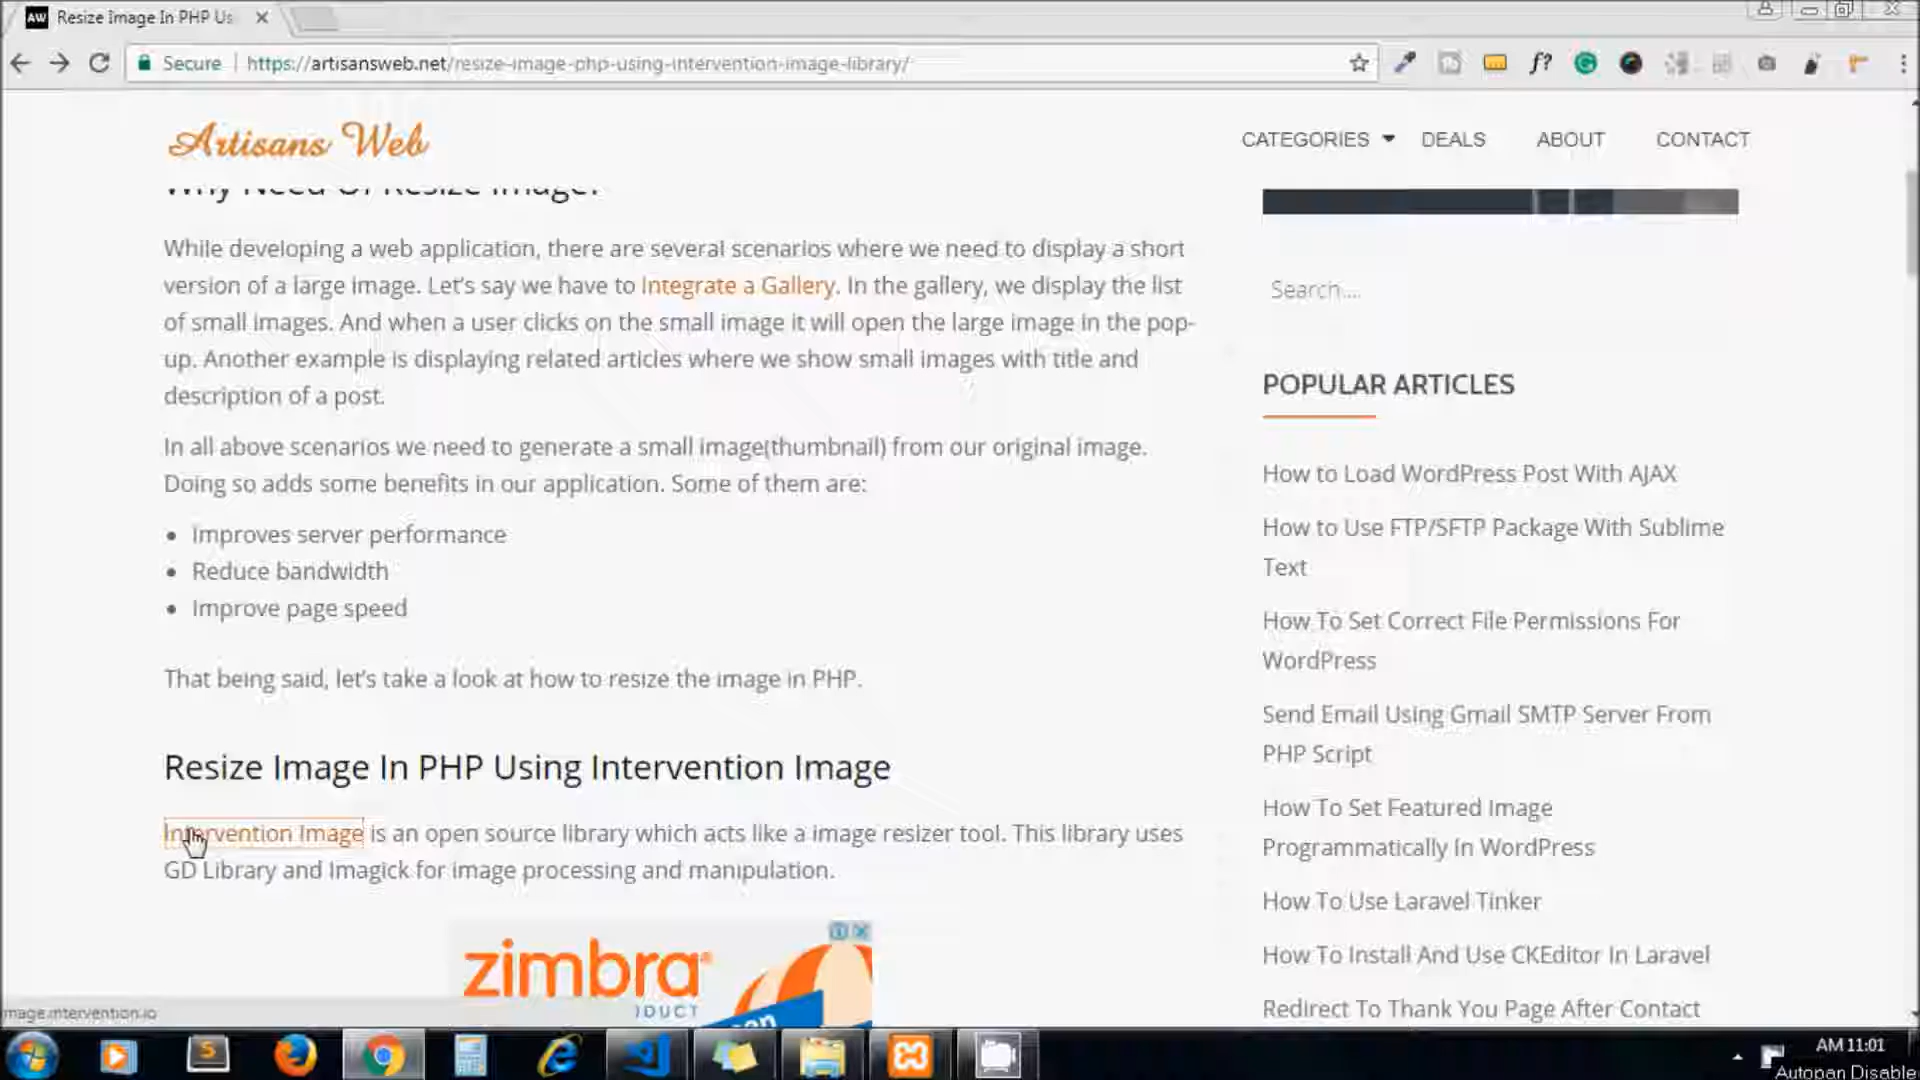 AW Resize Image In PHP Us
Secure https://artisansweb.net/resize-image-php-using-intervention-image-library/
f?
Artisans Web
CATEGORIES
DEALS
ABOUT
CONTACT
Why Need Of Resize Image?
While developing a web application, there are several scenarios where we need to display a short
version of a large image. Let's say we have to Integrate a Gallery. In the gallery, we display the list
of small images. And when a user clicks on the small image it will open the large image in the pop-
up. Another example is displaying related articles where we show small images with title and
description of a post.
In all above scenarios we need to generate a small image(thumbnail) from our original image.
Doing so adds some benefits in our application. Some of them are:
• Improves server performance
• Reduce bandwidth
• Improve page speed
That being said, let's take a look at how to resize the image in PHP.
Resize Image In PHP Using Intervention Image
Intervention Image is an open source library which acts like a image resizer tool. This library uses
GD Library and Imagick for image processing and manipulation.
zimbra
Search....
POPULAR ARTICLES
How to Load WordPress Post With AJAX
How to Use FTP/SFTP Package With Sublime
Text
How To Set Correct File Permissions For
WordPress
Send Email Using Gmail SMTP Server From
PHP Script
How To Set Featured Image
Programmatically In WordPress
How To Use Laravel Tinker
How To Install And Use CKEditor In Laravel
Redirect To Thank You Page After Contact
mage.intervention.io
AM 11:01
Autopan Disable